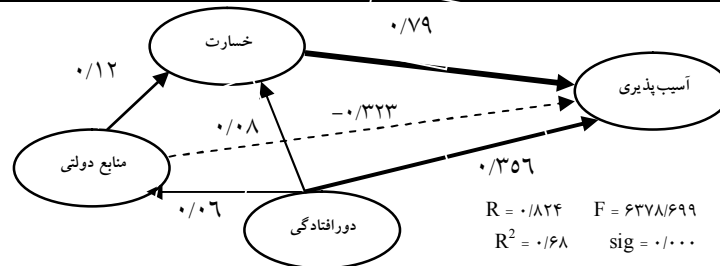 ۰/۷۹
خسارت
۰/۱۲
آسیب‌پذیری
-۰/۳۲۳
۰/۰۸
منابع دولتی
۰/۳۵۶
۰/۰۶
دورافتادگی
R = ۰/۸۲۴ F = ۶۳۷۸/۶۹۹
R² = ۰/۶۸ sig = ۰/۰۰۰